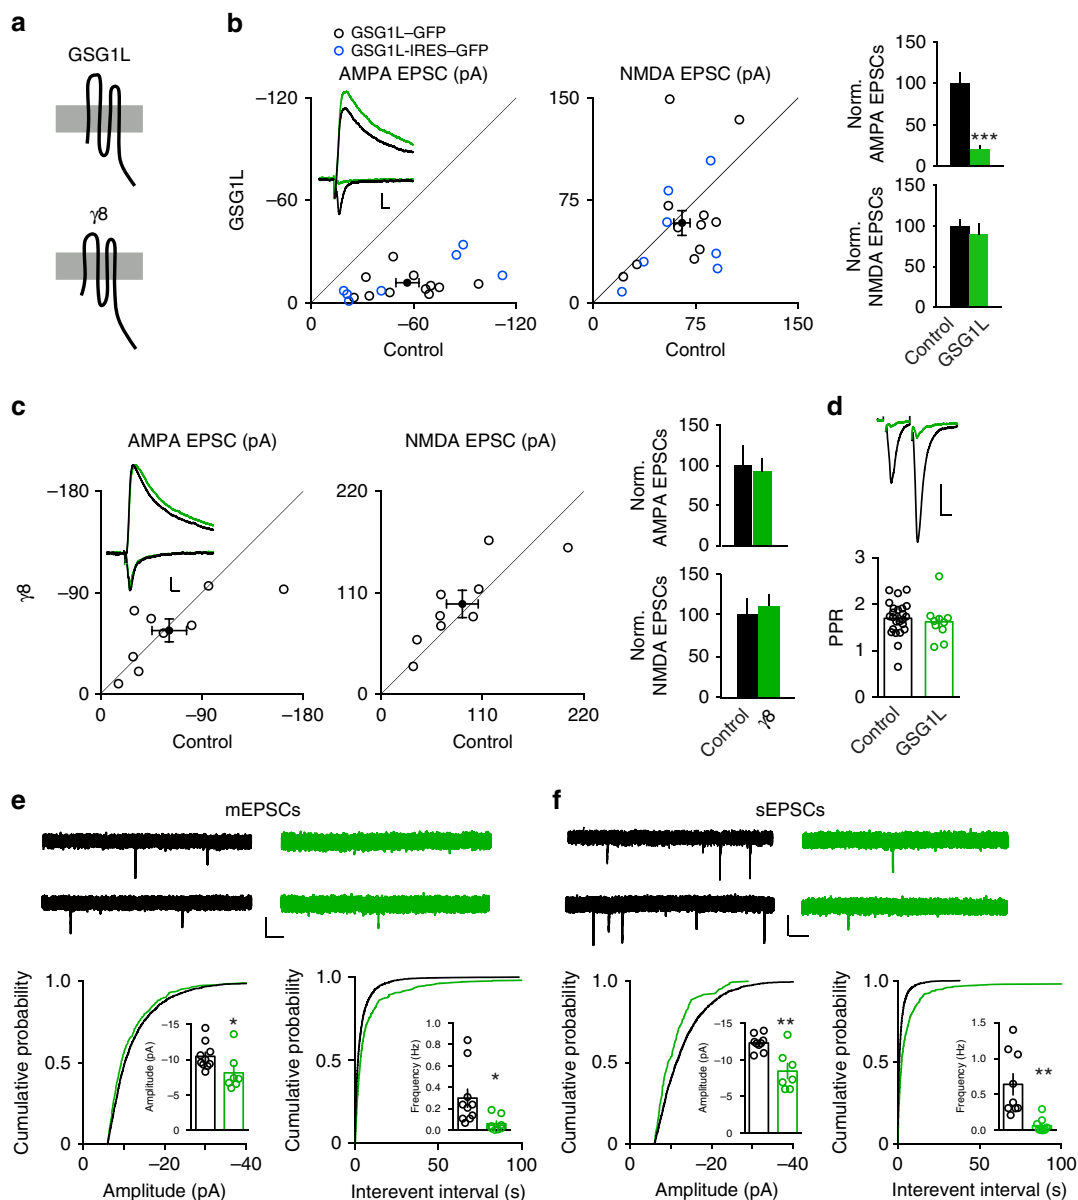 a
GSG1L
γ8
b
GSG1L–GFP
GSG1L-IRES–GFP
AMPA EPSC (pA)
–120
–60
0
GSG1L
0
–60
–120
Control
NMDA EPSC (pA)
150
75
0
0
75
150
Control
Norm.
AMPA EPSCs
150
100
50
0
***
Norm.
NMDA EPSCs
150
100
50
0
Control
GSG1L
c
AMPA EPSC (pA)
–180
–90
0
γ8
0
–90
–180
Control
NMDA EPSC (pA)
220
110
0
0
110
220
Control
Norm.
AMPA EPSCs
150
100
50
0
Norm.
NMDA EPSCs
150
100
50
0
Control
γ8
d
PPR
3
2
1
0
Control
GSG1L
e
mEPSCs
Cumulative probability
1.0
0.5
0
0
–20
–40
Amplitude (pA)
Amplitude (pA)
–15
–10
–5
0
*
Cumulative probability
1.0
0.5
0
0
50
100
Interevent interval (s)
Frequency (Hz)
1.0
0.8
0.6
0.4
0.2
0
*
f
sEPSCs
Cumulative probability
1.0
0.5
0
0
–20
–40
Amplitude (pA)
Amplitude (pA)
–15
–10
–5
0
**
Cumulative probability
1.0
0.5
0
0
50
100
Interevent interval (s)
Frequency (Hz)
1.5
1.0
0.5
0
**